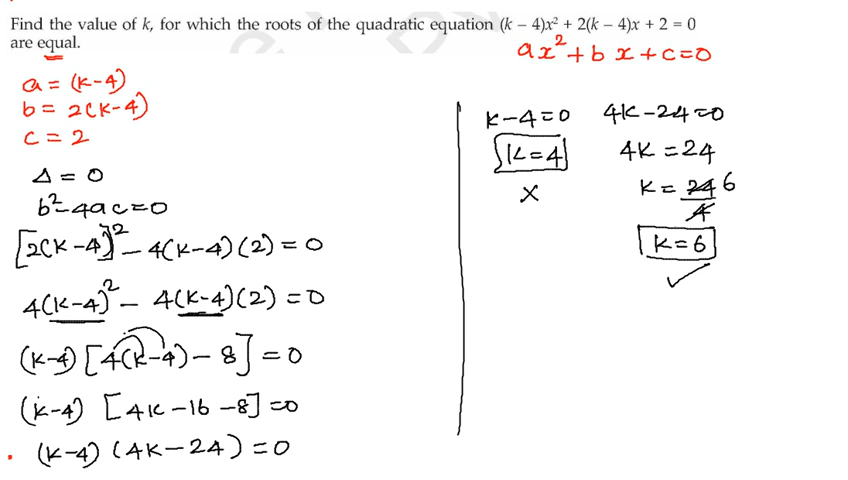 Find the value of k, for which the roots of the quadratic equation (k – 4)x² + 2(k – 4)x + 2 = 0
are equal.
ax² + b x + c = 0
a = (k-4)
b = 2(k-4)
c = 2
Δ = 0
b² - 4ac = 0
[2(k-4)]² - 4(k-4)(2) = 0
4(k-4)² - 4(k-4)(2) = 0
(k-4) [4(k-4) - 8] = 0
(k-4) [4k - 16 - 8] = 0
(k-4) (4k - 24) = 0
k - 4 = 0
k = 4
x
4k - 24 = 0
4k = 24
k = 24/4 6
k = 6
✓